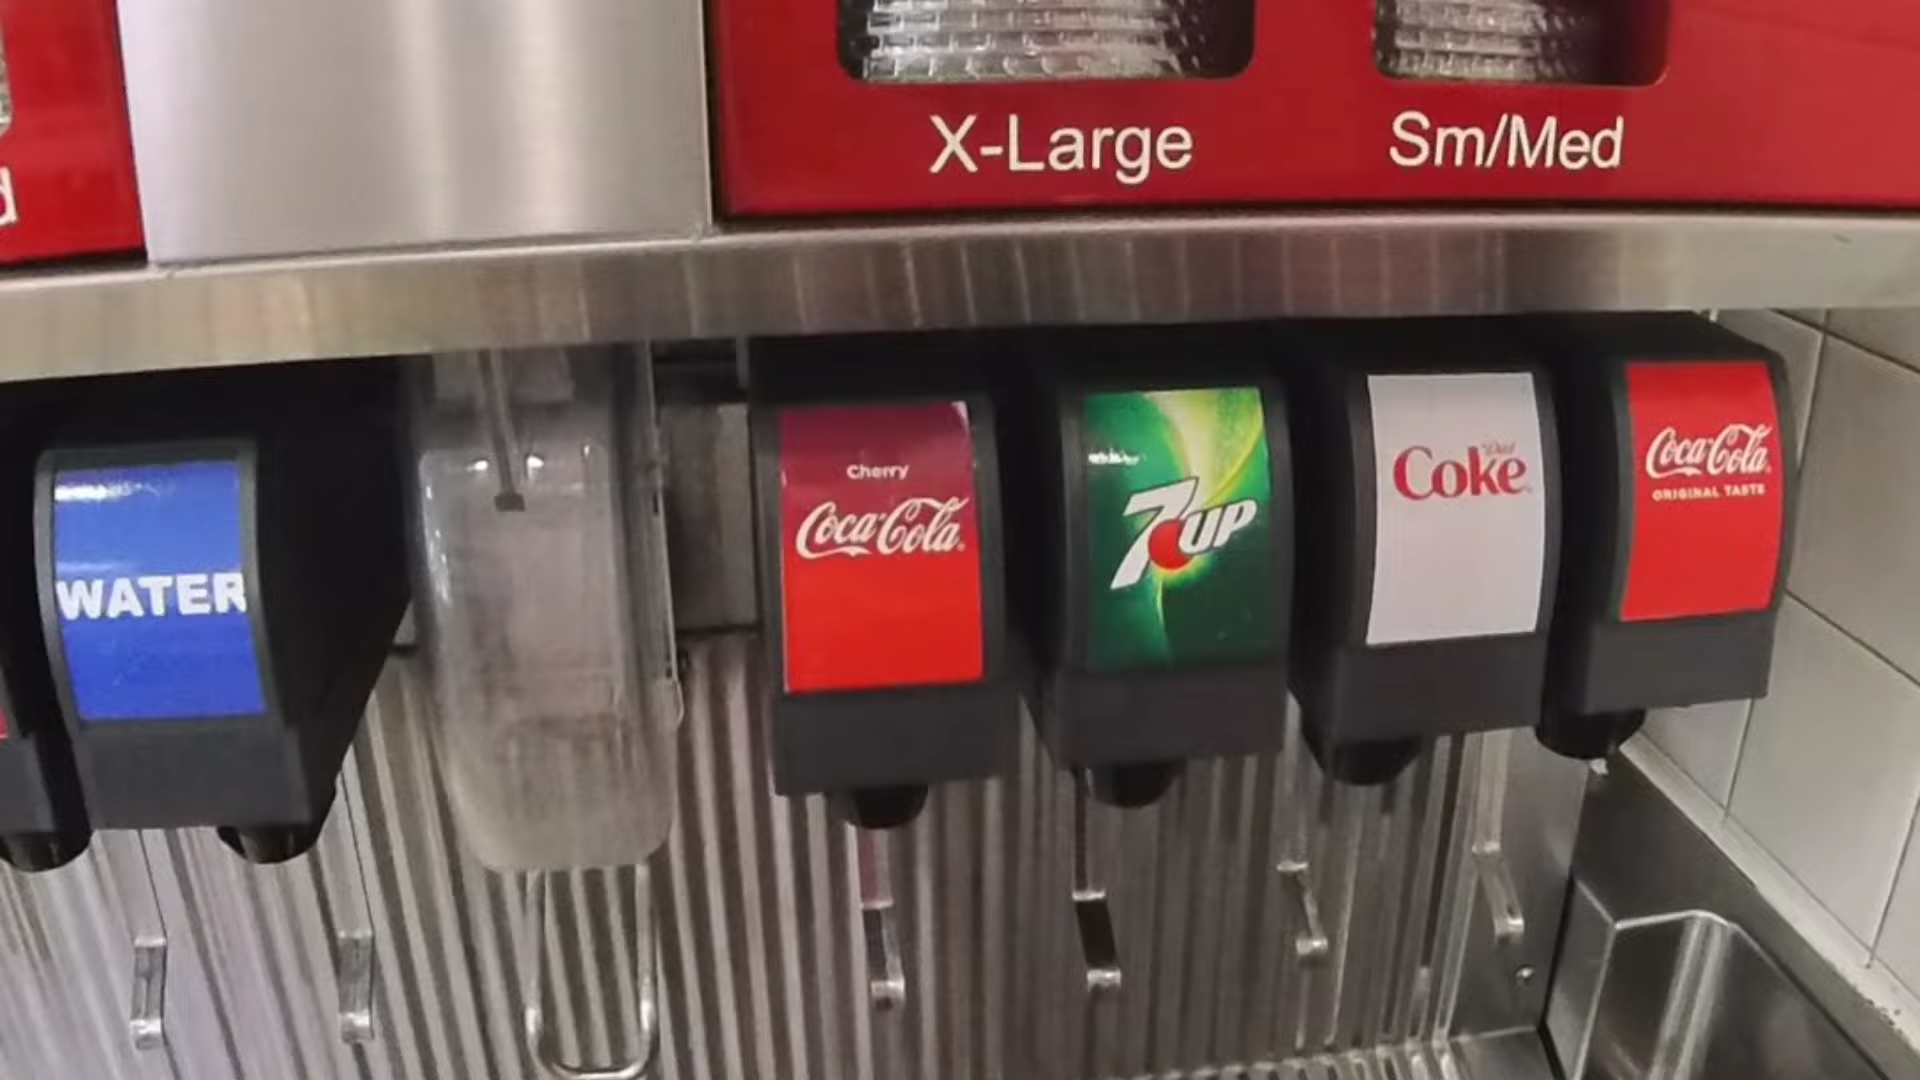 X-Large
Sm/Med
d
WATER
Cherry
Coca-Cola
7UP
Diet
Coke
Coca-Cola
ORIGINAL TASTE